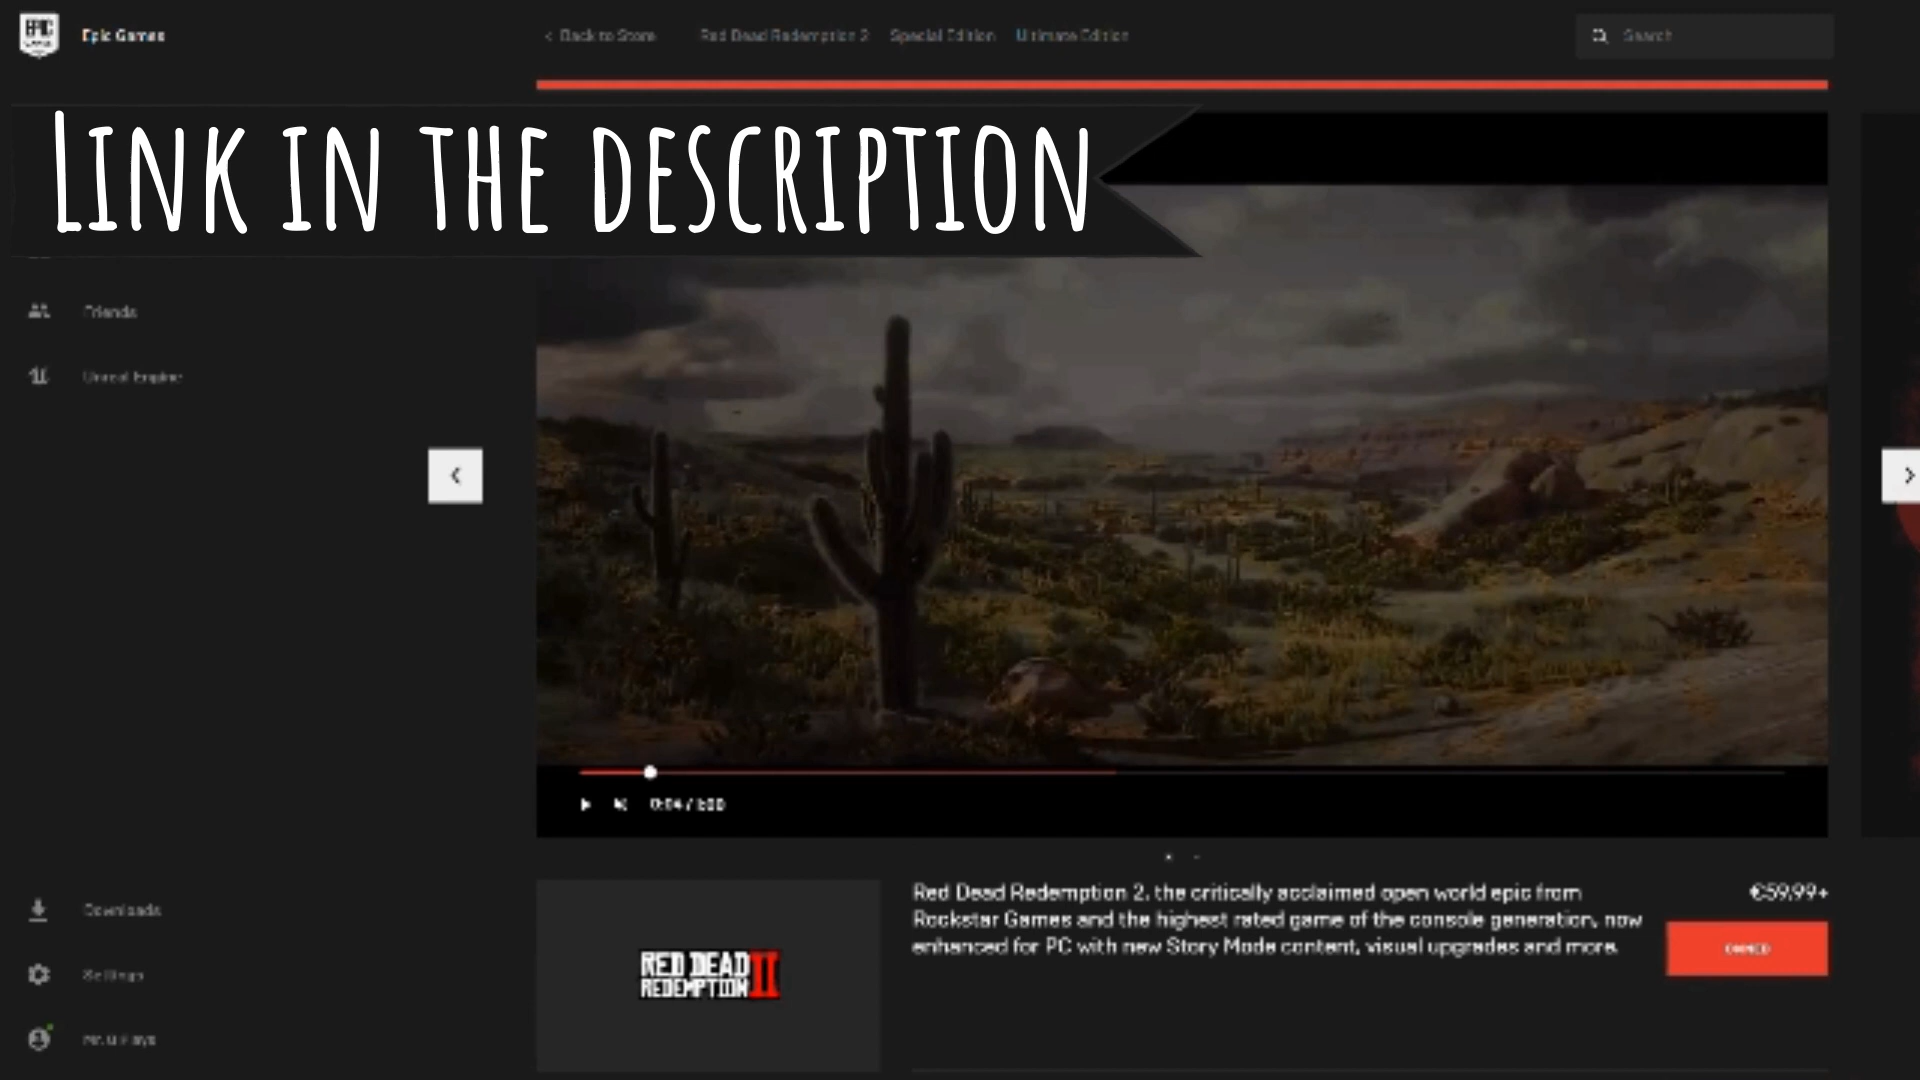 EPIC GAMES
Epic Games
Back to Store
Red Dead Redemption 2
Special Edition
Ultimate Edition
Search
LINK IN THE DESCRIPTION
Friends
Unreal Engine
0:04 / 1:00
Downloads
Settings
Red Dead Redemption 2, the critically acclaimed open world epic from
Rockstar Games and the highest rated game of the console generation, now
enhanced for PC with new Story Mode content, visual upgrades and more.
€59.99+
OWNED
RED DEAD
REDEMPTION II